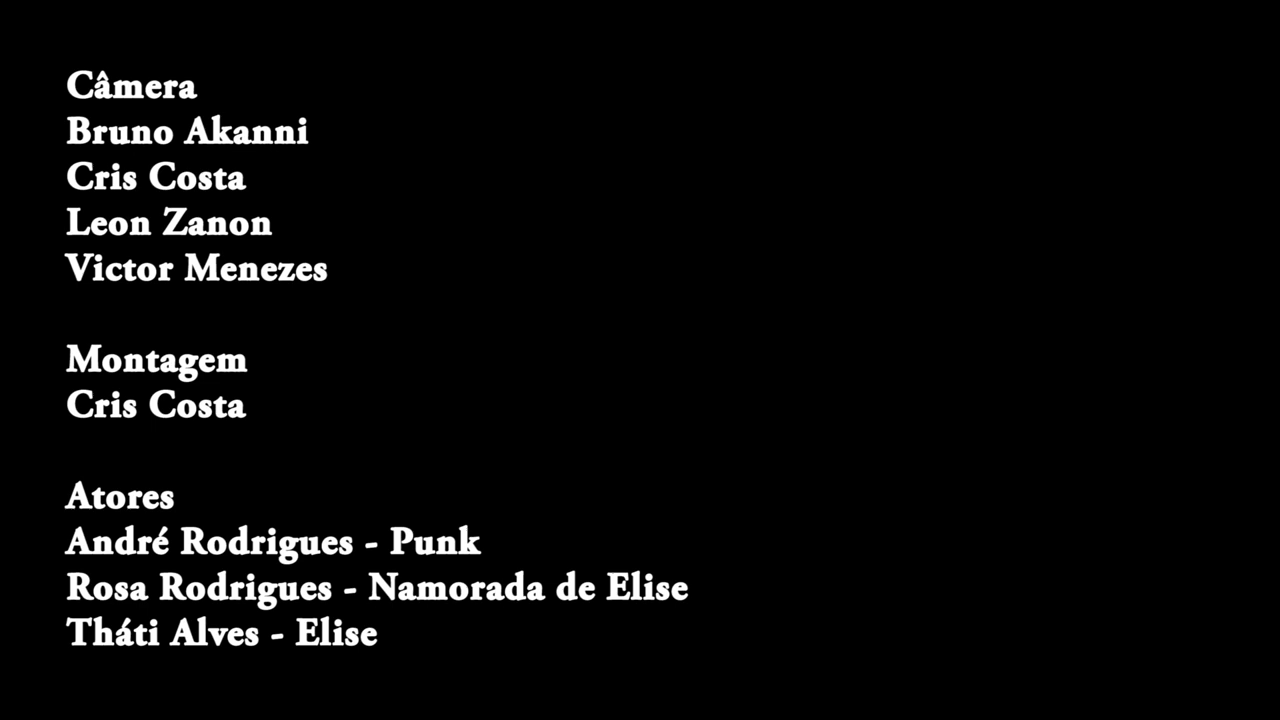 Câmera
Bruno Akanni
Cris Costa
Leon Zanon
Victor Menezes
Montagem
Cris Costa
Atores
André Rodrigues - Punk
Rosa Rodrigues - Namorada de Elise
Tháti Alves - Elise